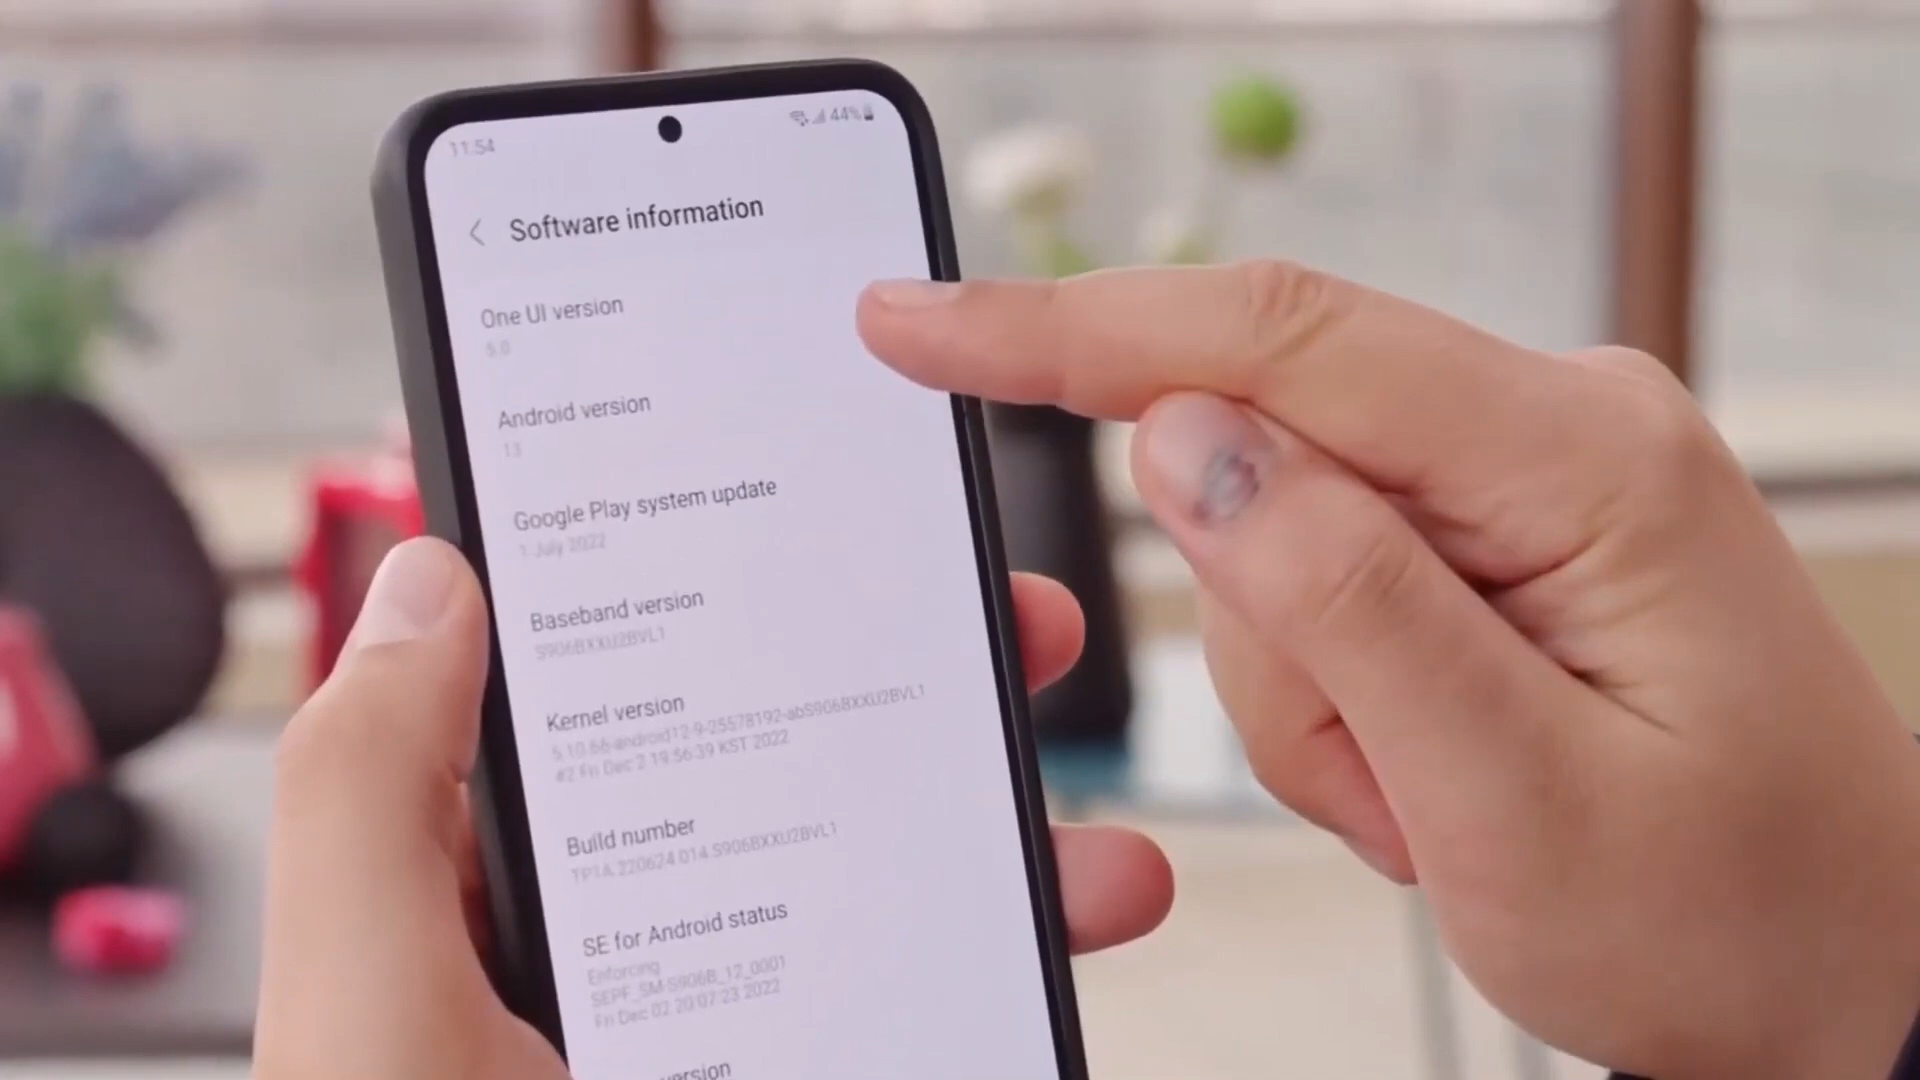 11:54
44%
Software information
One UI version
5.0
Android version
13
Google Play system update
1 July 2022
Baseband version
S906BXXU2BVL1
Kernel version
5.10.66-android12-9-25578192-abS906BXXU2BVL1
#2 Fri Dec 2 19:56:39 KST 2022
Build number
TP1A.220624.014.S906BXXU2BVL1
SE for Android status
Enforcing
SEPF_SM-S906B_12_0001
Fri Dec 02 20:07:23 2022
version